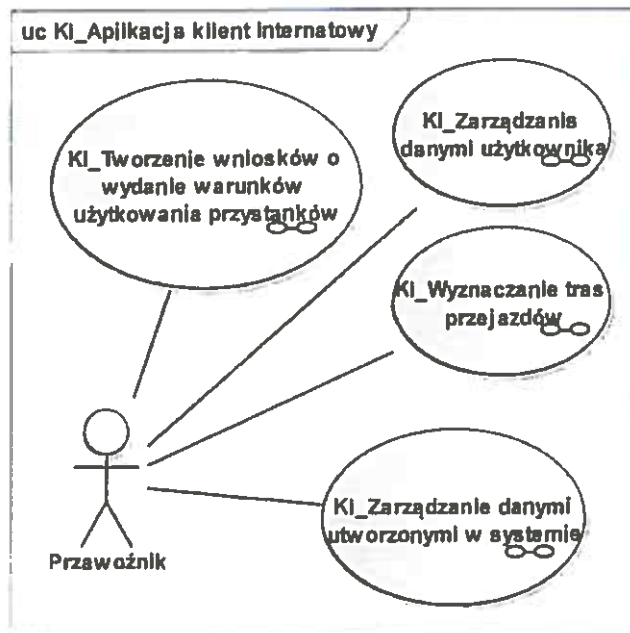 uc KI_Aplikacja klient Internatowy
KI_Tworzenie wniosków o
wydanie warunków
użytkowania przystanków
KI_Zarządzanie
danymi użytkownika
KI_Wyznaczanie tras
przejazdów
KI_Zarządzanie danymi
utworzonymi w systemie
Przewoźnik